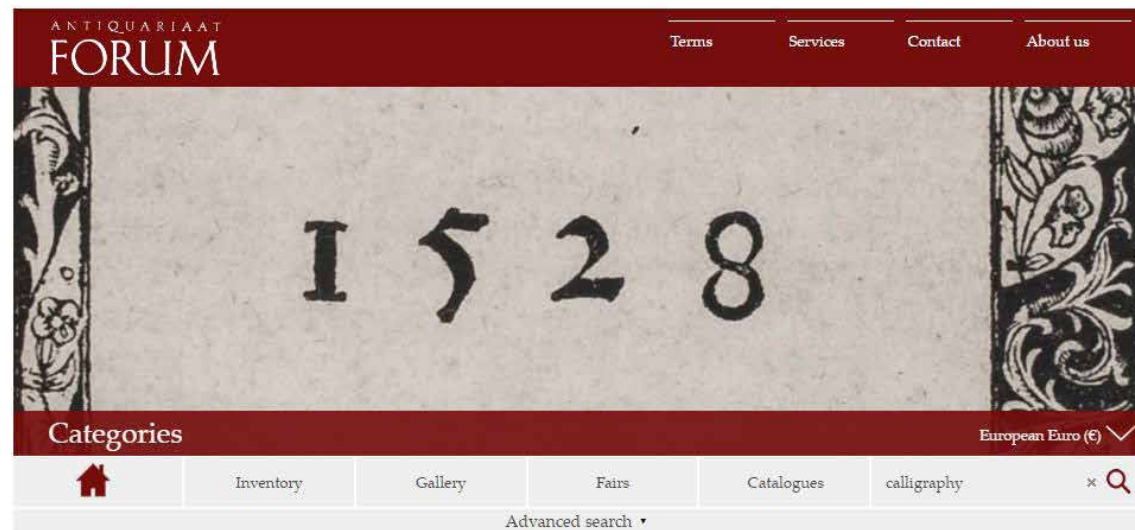 ANTIQUARIAAT
FORUM
Terms Services Contact About us
1528
Categories
European Euro (€)
Inventory Gallery Fairs Catalogues calligraphy ×
Advanced search ▾